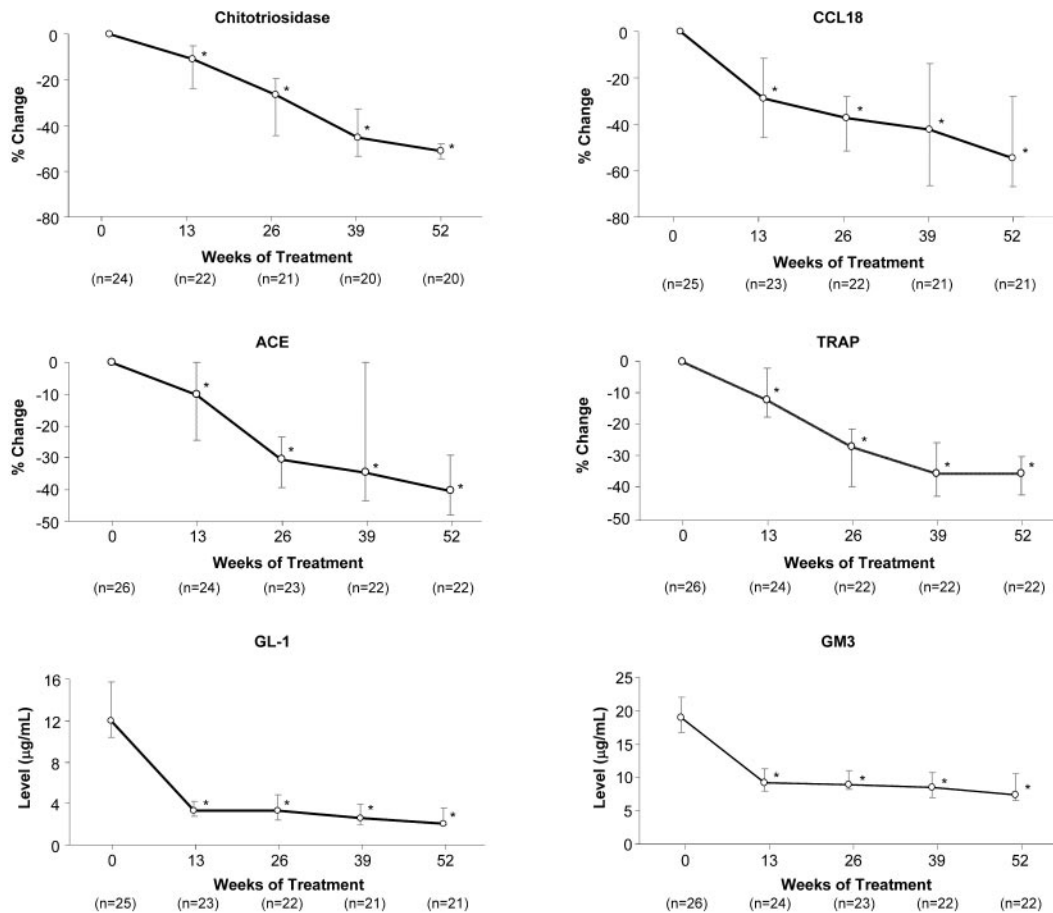 Chitotriosidase
% Change
0
-20
-40
-60
-80
* * * *
0 13 26 39 52
Weeks of Treatment
(n=24) (n=22) (n=21) (n=20) (n=20)
CCL18
% Change
0
-20
-40
-60
-80
* * * *
0 13 26 39 52
Weeks of Treatment
(n=25) (n=23) (n=22) (n=21) (n=21)
ACE
% Change
0
-10
-20
-30
-40
-50
* * * *
0 13 26 39 52
Weeks of Treatment
(n=26) (n=24) (n=23) (n=22) (n=22)
TRAP
% Change
0
-10
-20
-30
-40
-50
* * * *
0 13 26 39 52
Weeks of Treatment
(n=26) (n=24) (n=22) (n=22) (n=22)
GL-1
Level (µg/mL)
16
12
8
4
0
* * * *
0 13 26 39 52
Weeks of Treatment
(n=25) (n=23) (n=22) (n=21) (n=21)
GM3
Level (µg/mL)
25
20
15
10
5
0
* * * *
0 13 26 39 52
Weeks of Treatment
(n=26) (n=24) (n=23) (n=22) (n=22)